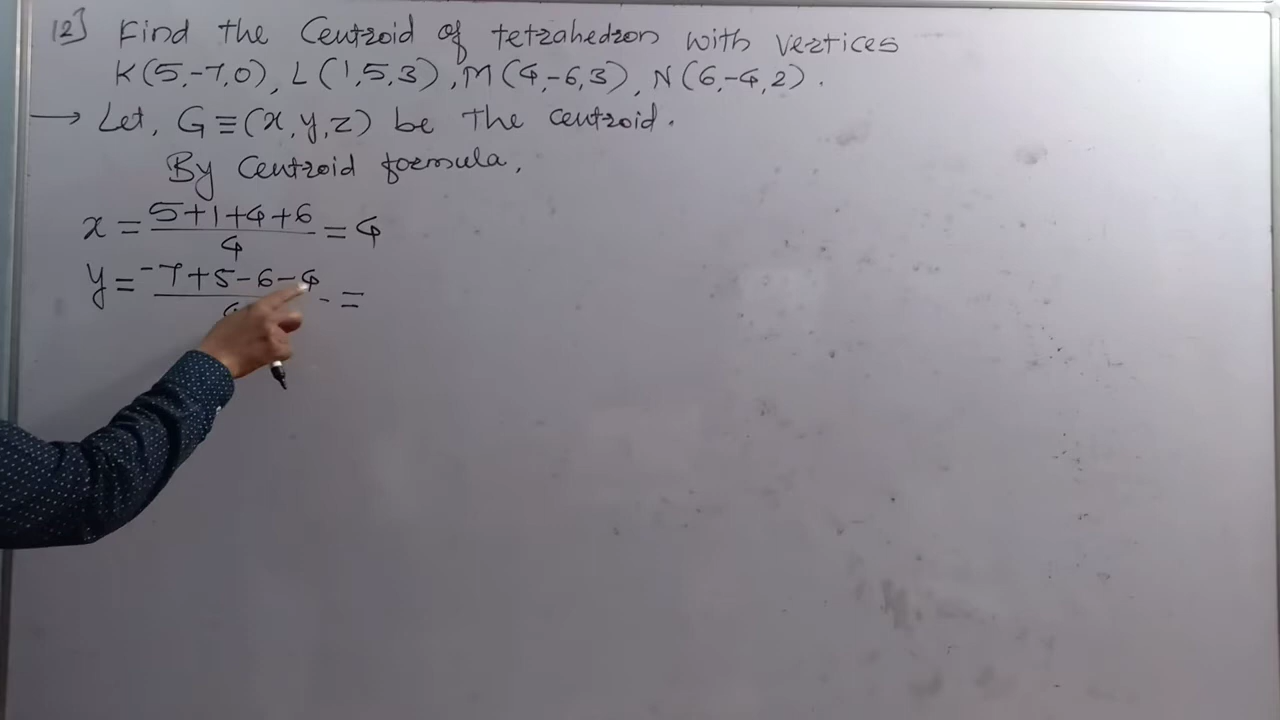 12] Find the Centroid of tetrahedron with vertices
K(5,-7,0), L(1,5,3), M(4,-6,3), N(6,-4,2).
→ Let, G≡(x,y,z) be the centroid.
By Centroid formula,
x = (5+1+4+6)/4 = 4
y = (-7+5-6-4)/4 =